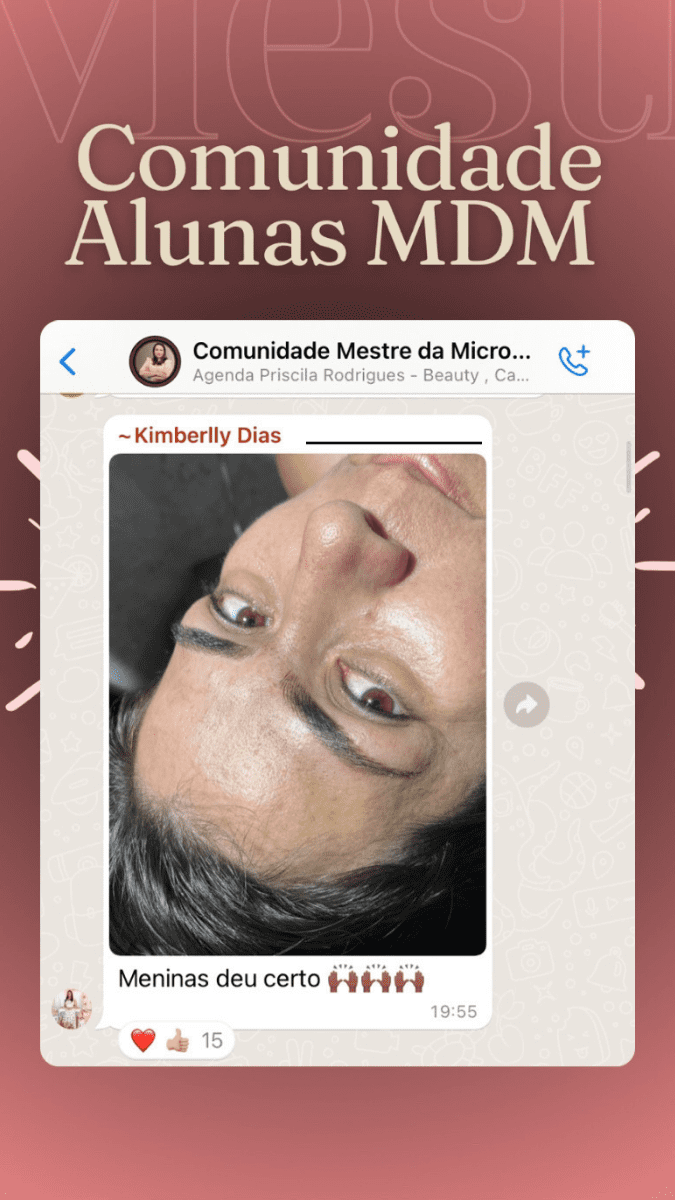 Mest
Comunidade
Alunas MDM
Comunidade Mestre da Micro...
Agenda Priscila Rodrigues - Beauty , Ca...
~Kimberlly Dias
Meninas deu certo 🙌🏾🙌🏾🙌🏾
19:55
❤️👍🏼 15